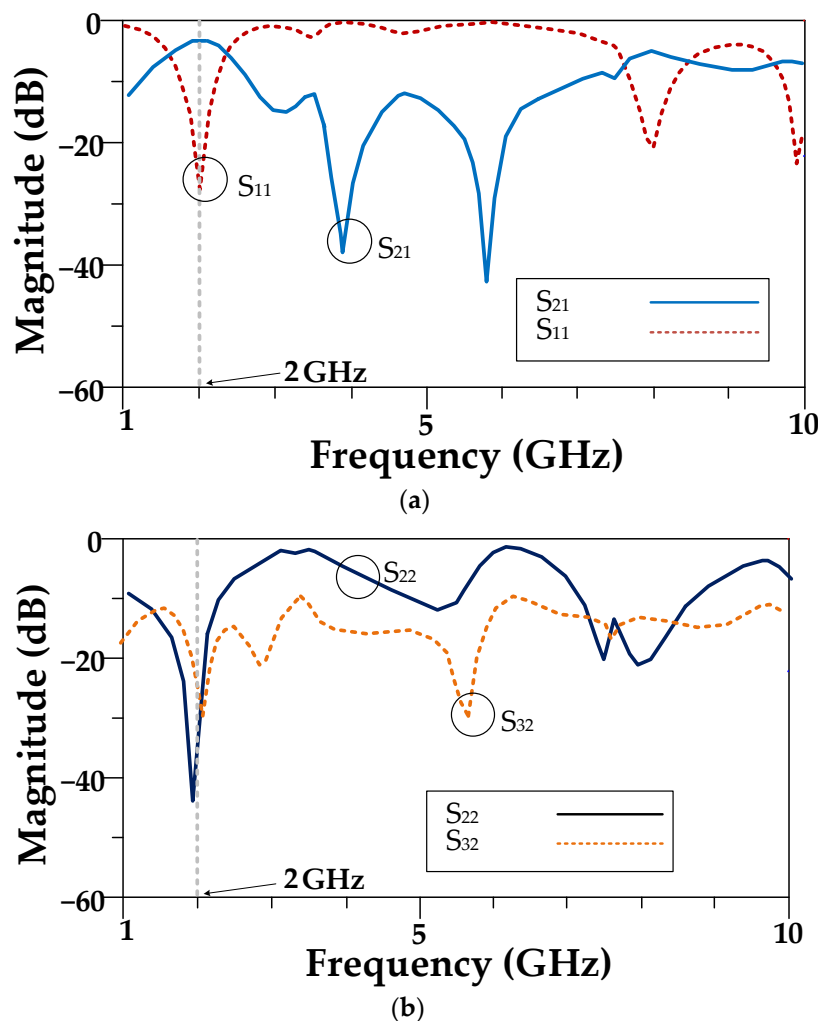 0
−20
−40
−60
Magnitude (dB)
S₁₁
S₂₁
S₂₁
S₁₁
2 GHz
1
5
10
Frequency (GHz)
(a)
0
−20
−40
−60
Magnitude (dB)
S₂₂
S₃₂
S₂₂
S₃₂
2 GHz
1
5
10
Frequency (GHz)
(b)